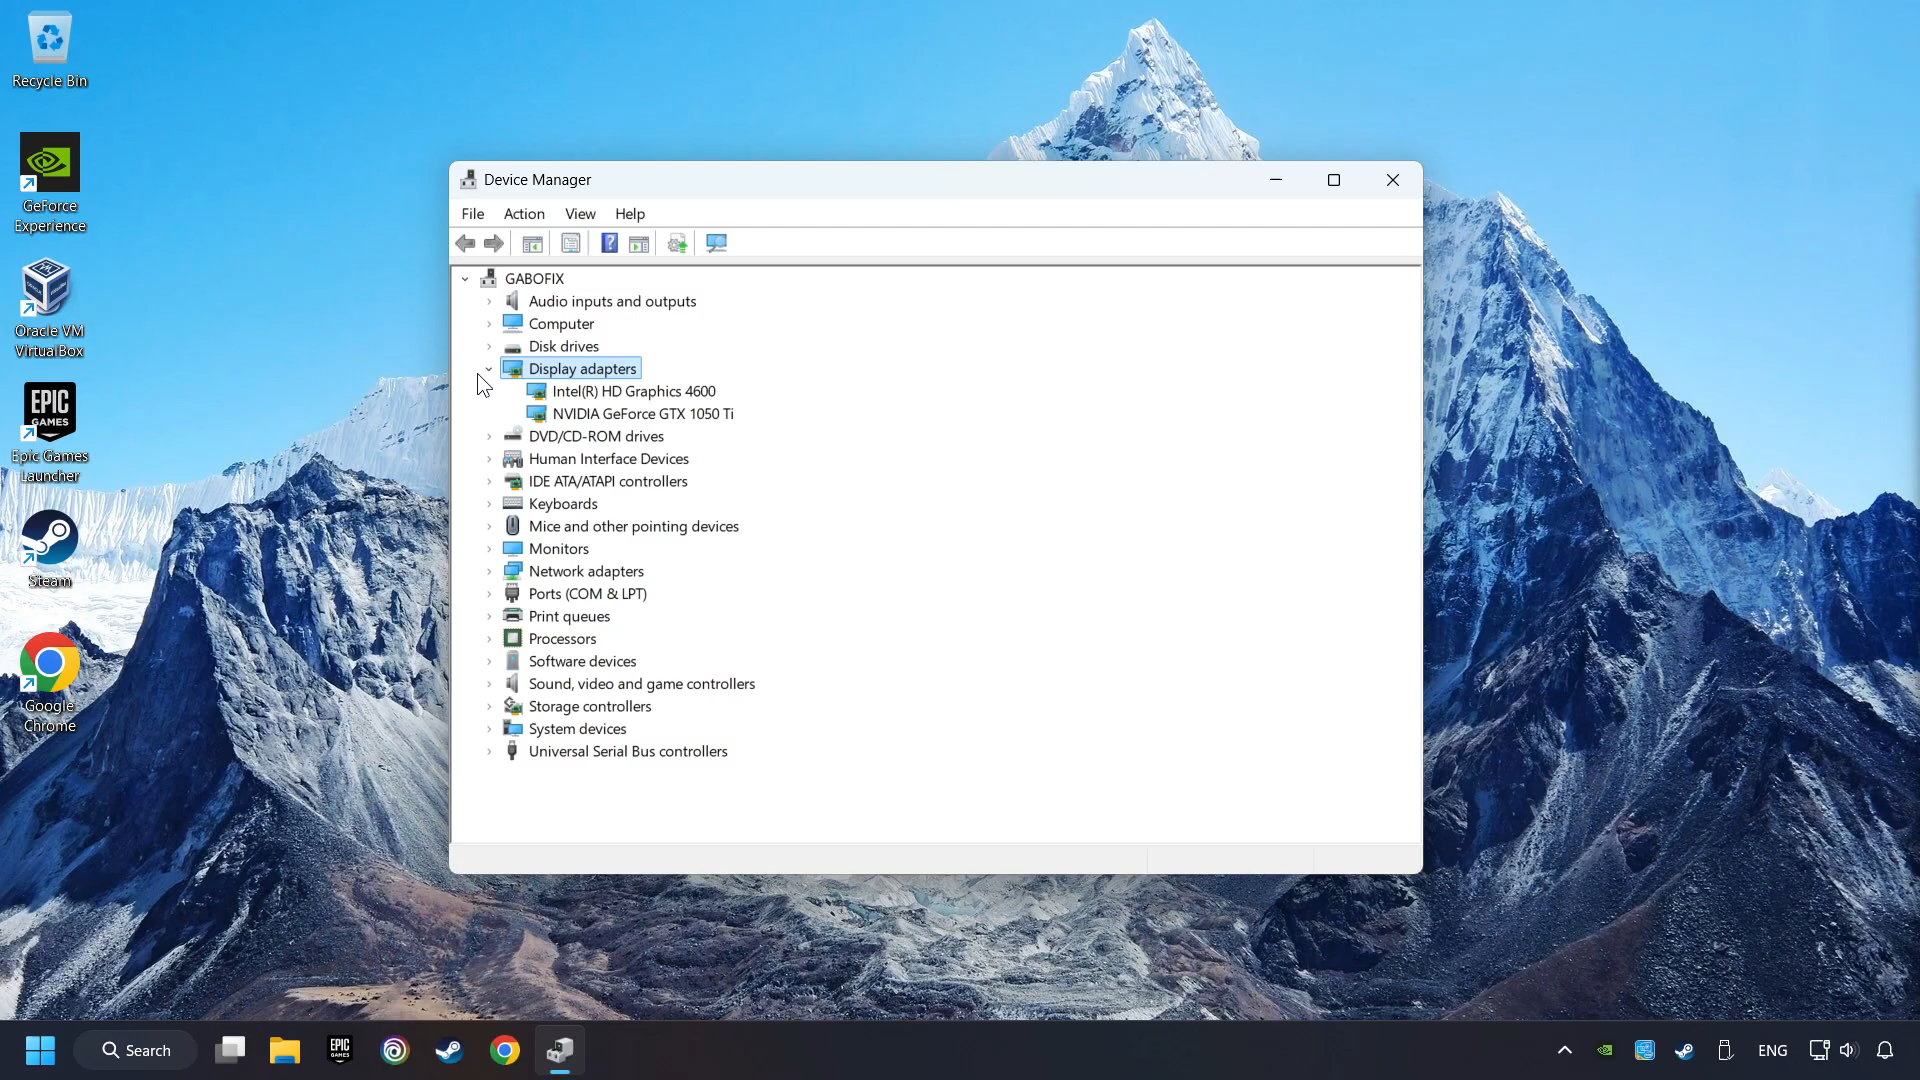 Recycle Bin
GeForce
Experience
Oracle VM
VirtualBox
EPIC
GAMES
Epic Games
Launcher
Steam
Google
Chrome
Device Manager
File Action View Help
GABOFIX
Audio inputs and outputs
Computer
Disk drives
Display adapters
Intel(R) HD Graphics 4600
NVIDIA GeForce GTX 1050 Ti
DVD/CD-ROM drives
Human Interface Devices
IDE ATA/ATAPI controllers
Keyboards
Mice and other pointing devices
Monitors
Network adapters
Ports (COM & LPT)
Print queues
Processors
Software devices
Sound, video and game controllers
Storage controllers
System devices
Universal Serial Bus controllers
Search
EPIC
GAMES
ENG